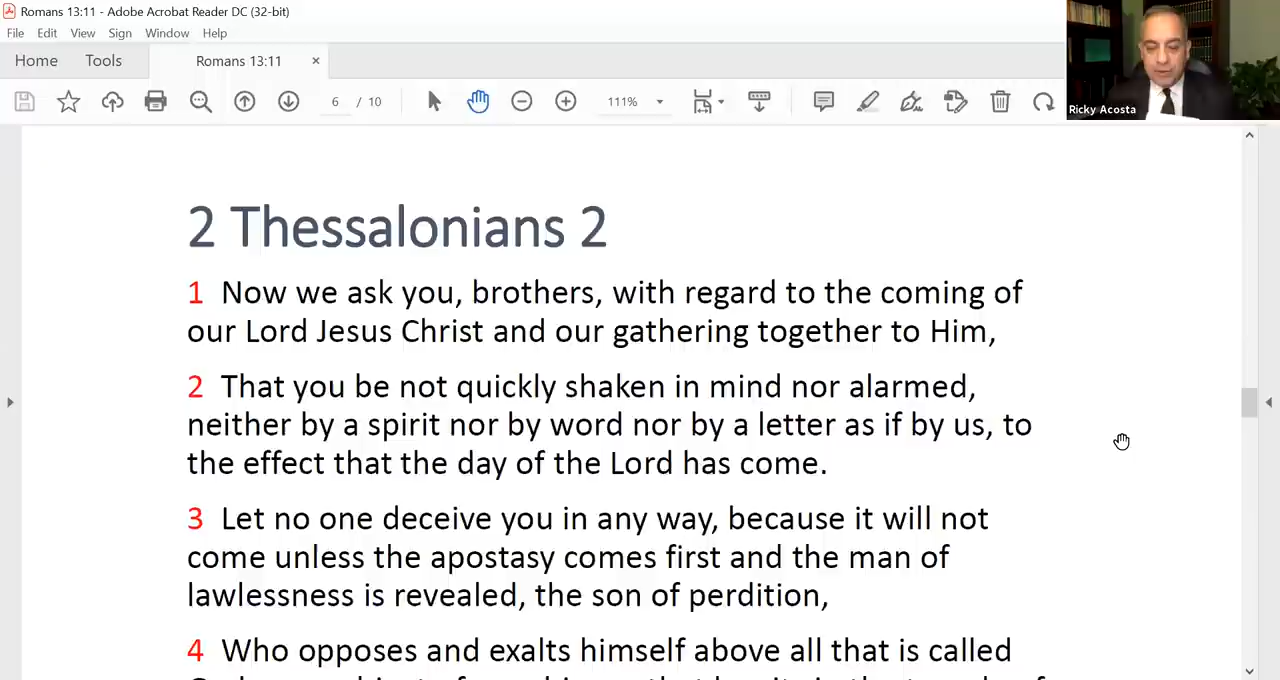 Romans 13:11 - Adobe Acrobat Reader DC (32-bit)
File Edit View Sign Window Help
Home Tools Romans 13:11 ×
6 / 10 111%
Ricky Acosta
2 Thessalonians 2
1 Now we ask you, brothers, with regard to the coming of
our Lord Jesus Christ and our gathering together to Him,
2 That you be not quickly shaken in mind nor alarmed,
neither by a spirit nor by word nor by a letter as if by us, to
the effect that the day of the Lord has come.
3 Let no one deceive you in any way, because it will not
come unless the apostasy comes first and the man of
lawlessness is revealed, the son of perdition,
4 Who opposes and exalts himself above all that is called